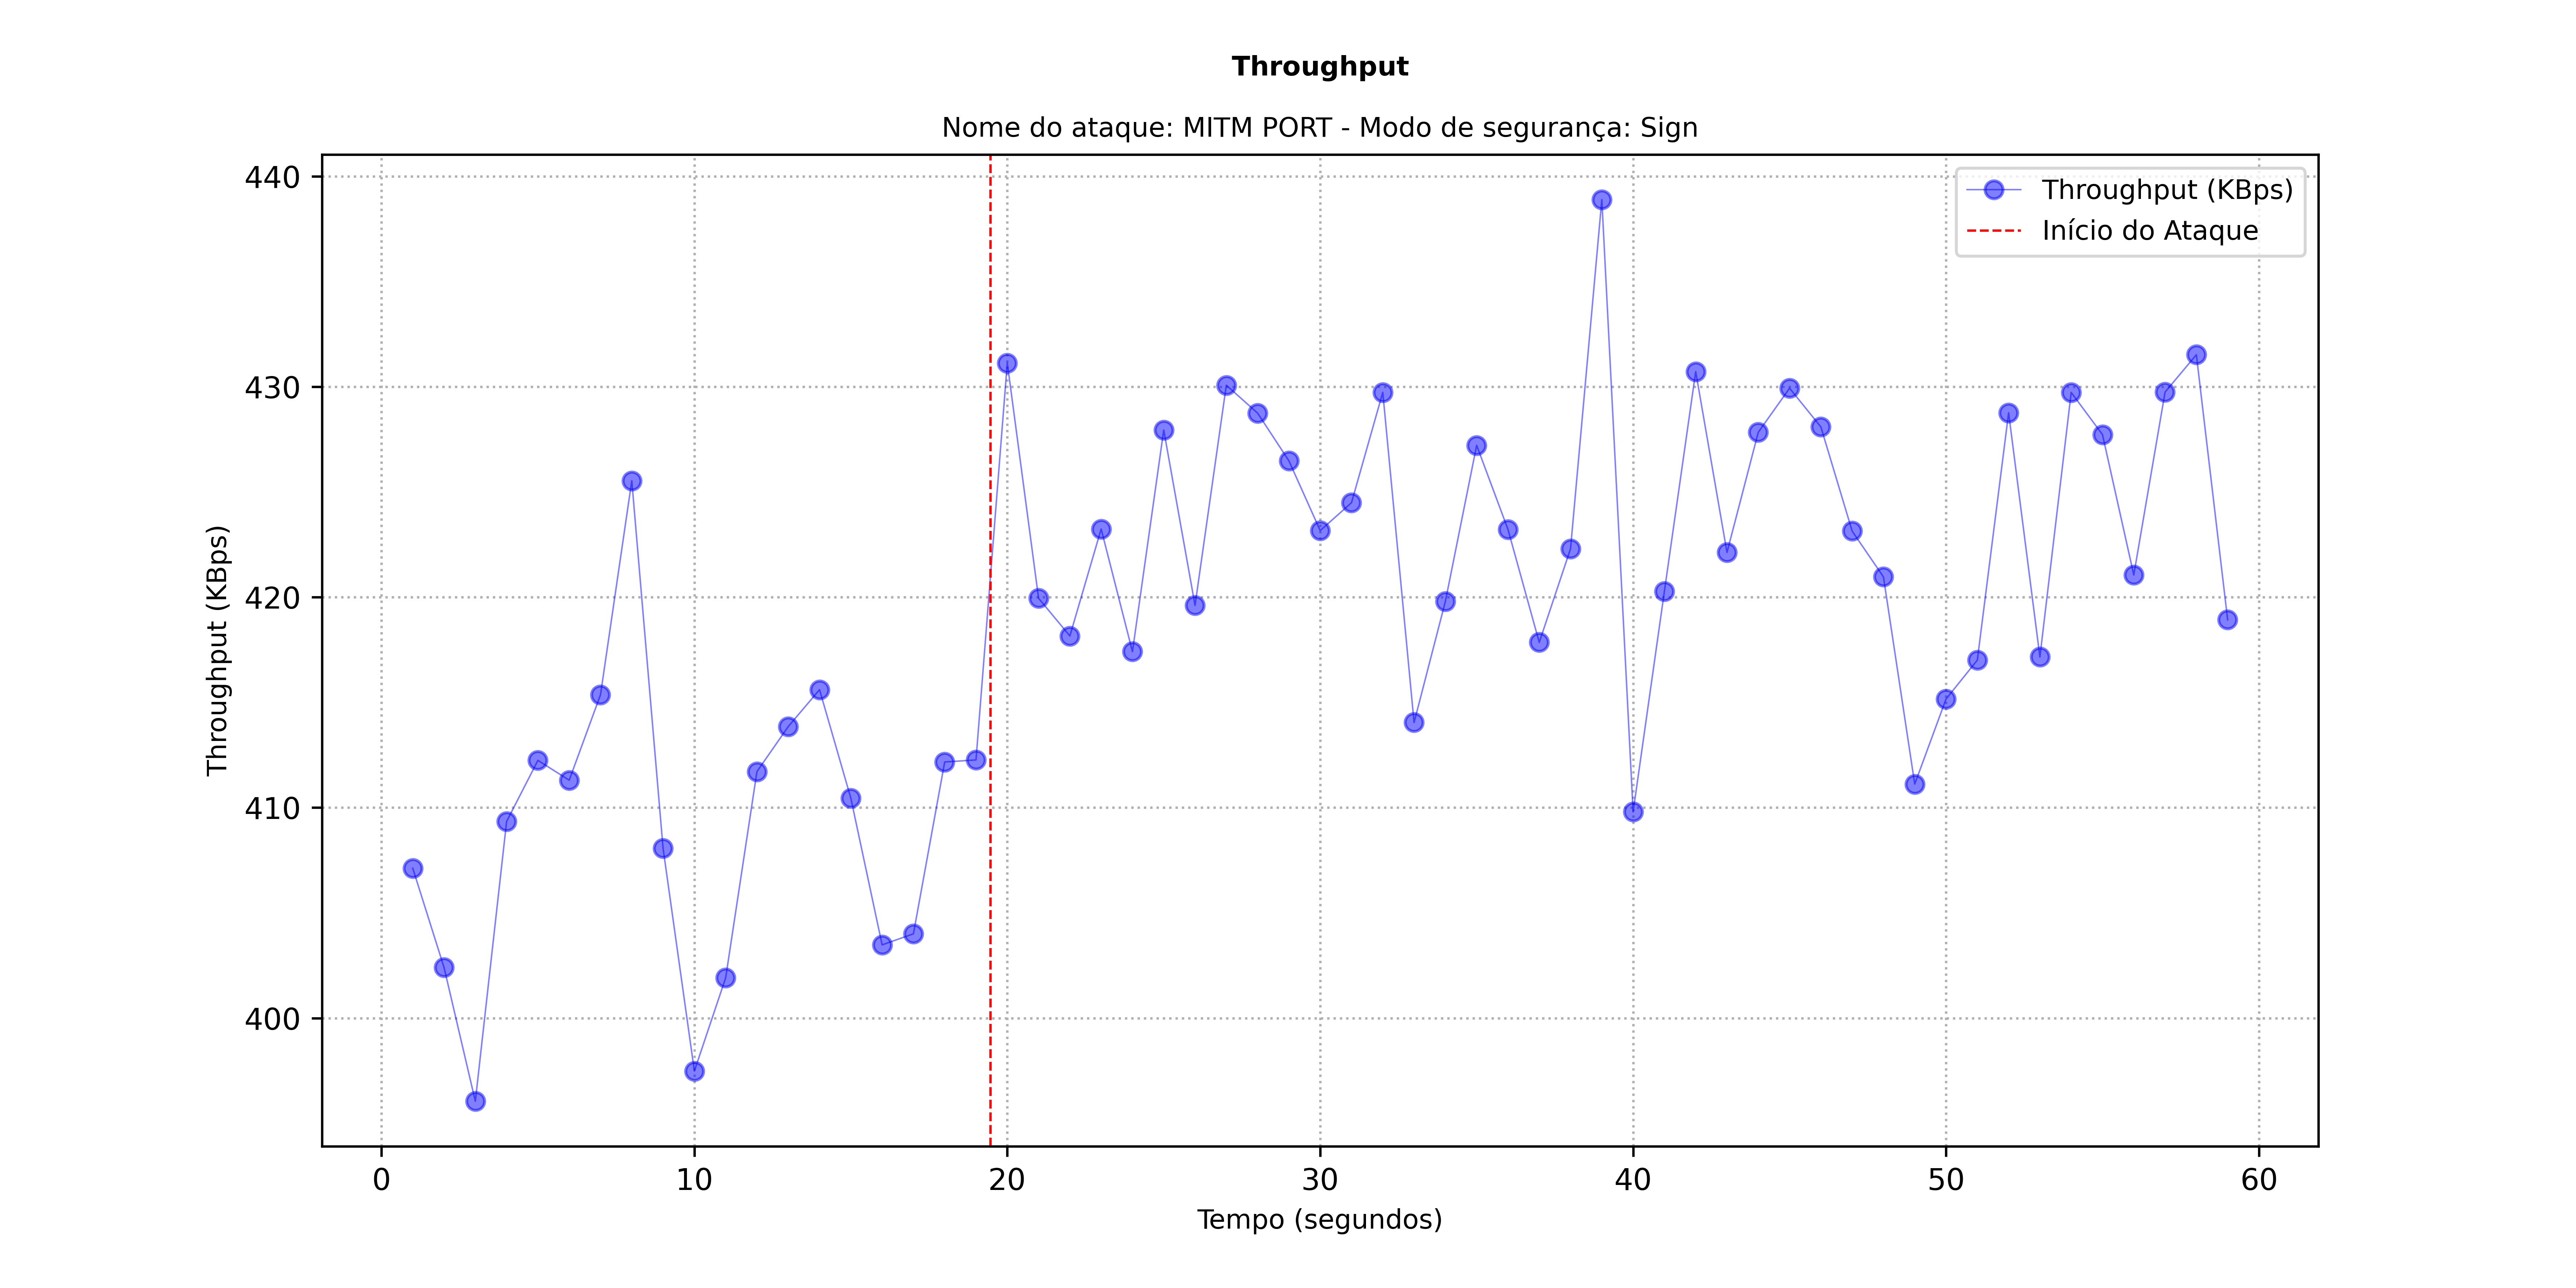 Throughput
Nome do ataque: MITM PORT - Modo de segurança: Sign
440
430
420
410
400
Throughput (KBps)
Throughput (KBps)
Início do Ataque
0 10 20 30 40 50 60
Tempo (segundos)